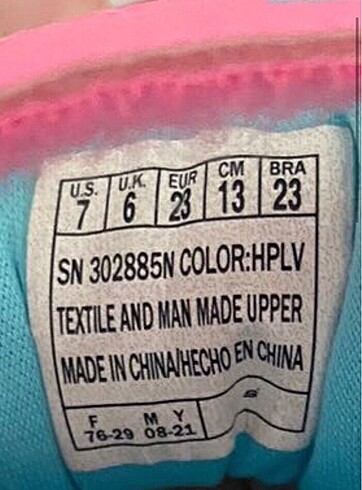 U.S. U.K. EUR CM BRA
7 6 23 13 23
SN 302885N COLOR:HPLV
TEXTILE AND MAN MADE UPPER
MADE IN CHINA/HECHO EN CHINA
F M Y
76-29 08-21